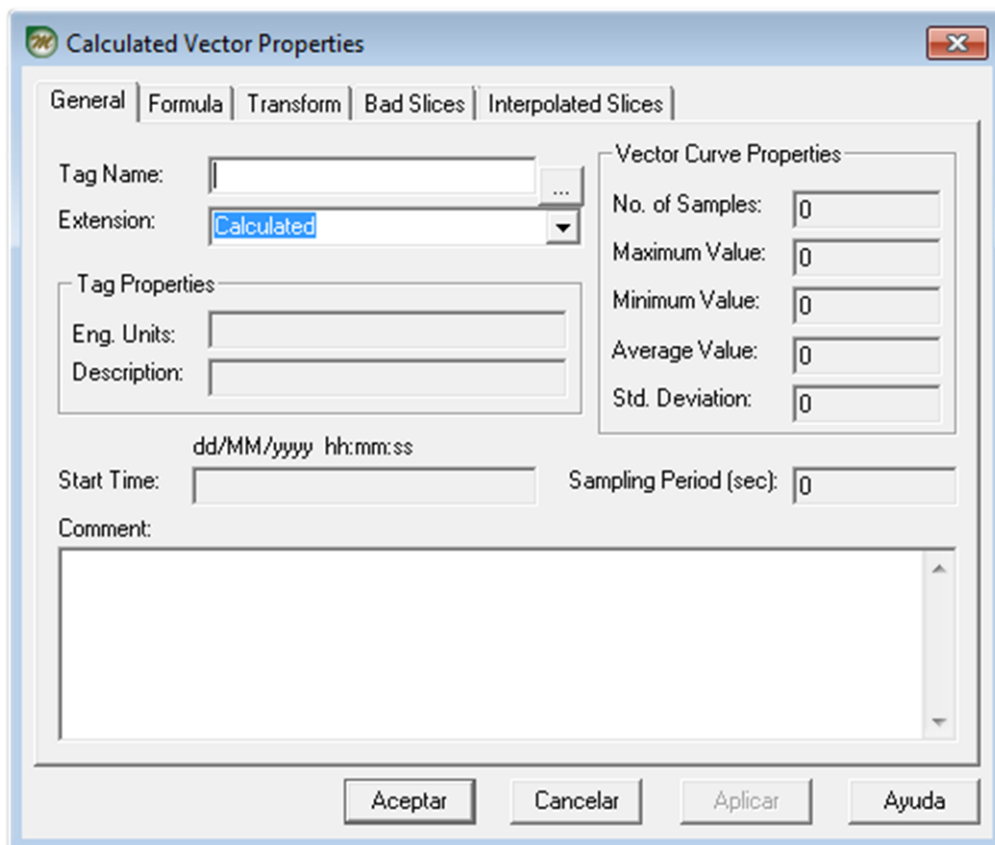 Calculated Vector Properties
General Formula Transform Bad Slices Interpolated Slices
Tag Name: ...
Extension: Calculated
Tag Properties
Eng. Units:
Description:
Vector Curve Properties
No. of Samples: 0
Maximum Value: 0
Minimum Value: 0
Average Value: 0
Std. Deviation: 0
dd/MM/yyyy hh:mm:ss
Start Time:
Sampling Period (sec): 0
Comment:
Aceptar Cancelar Aplicar Ayuda